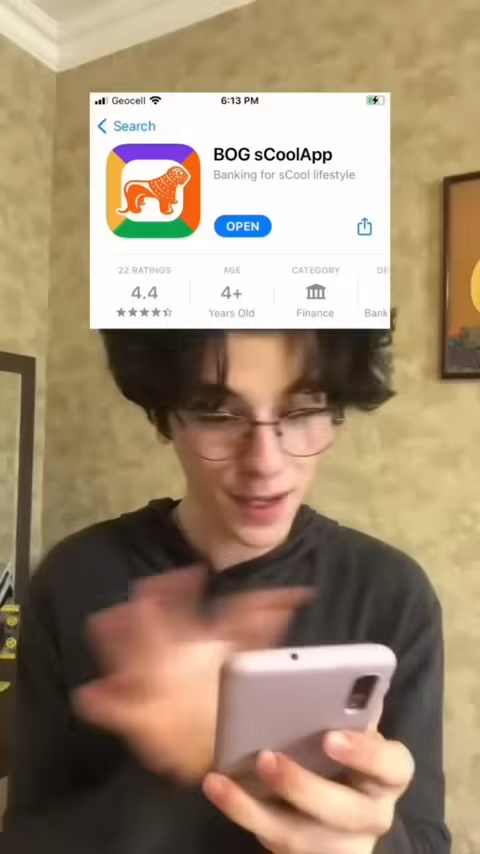 Geocell
6:13 PM
Search
BOG sCoolApp
Banking for sCool lifestyle
OPEN
22 RATINGS
AGE
CATEGORY
4.4
4+
Years Old
Finance
Bank